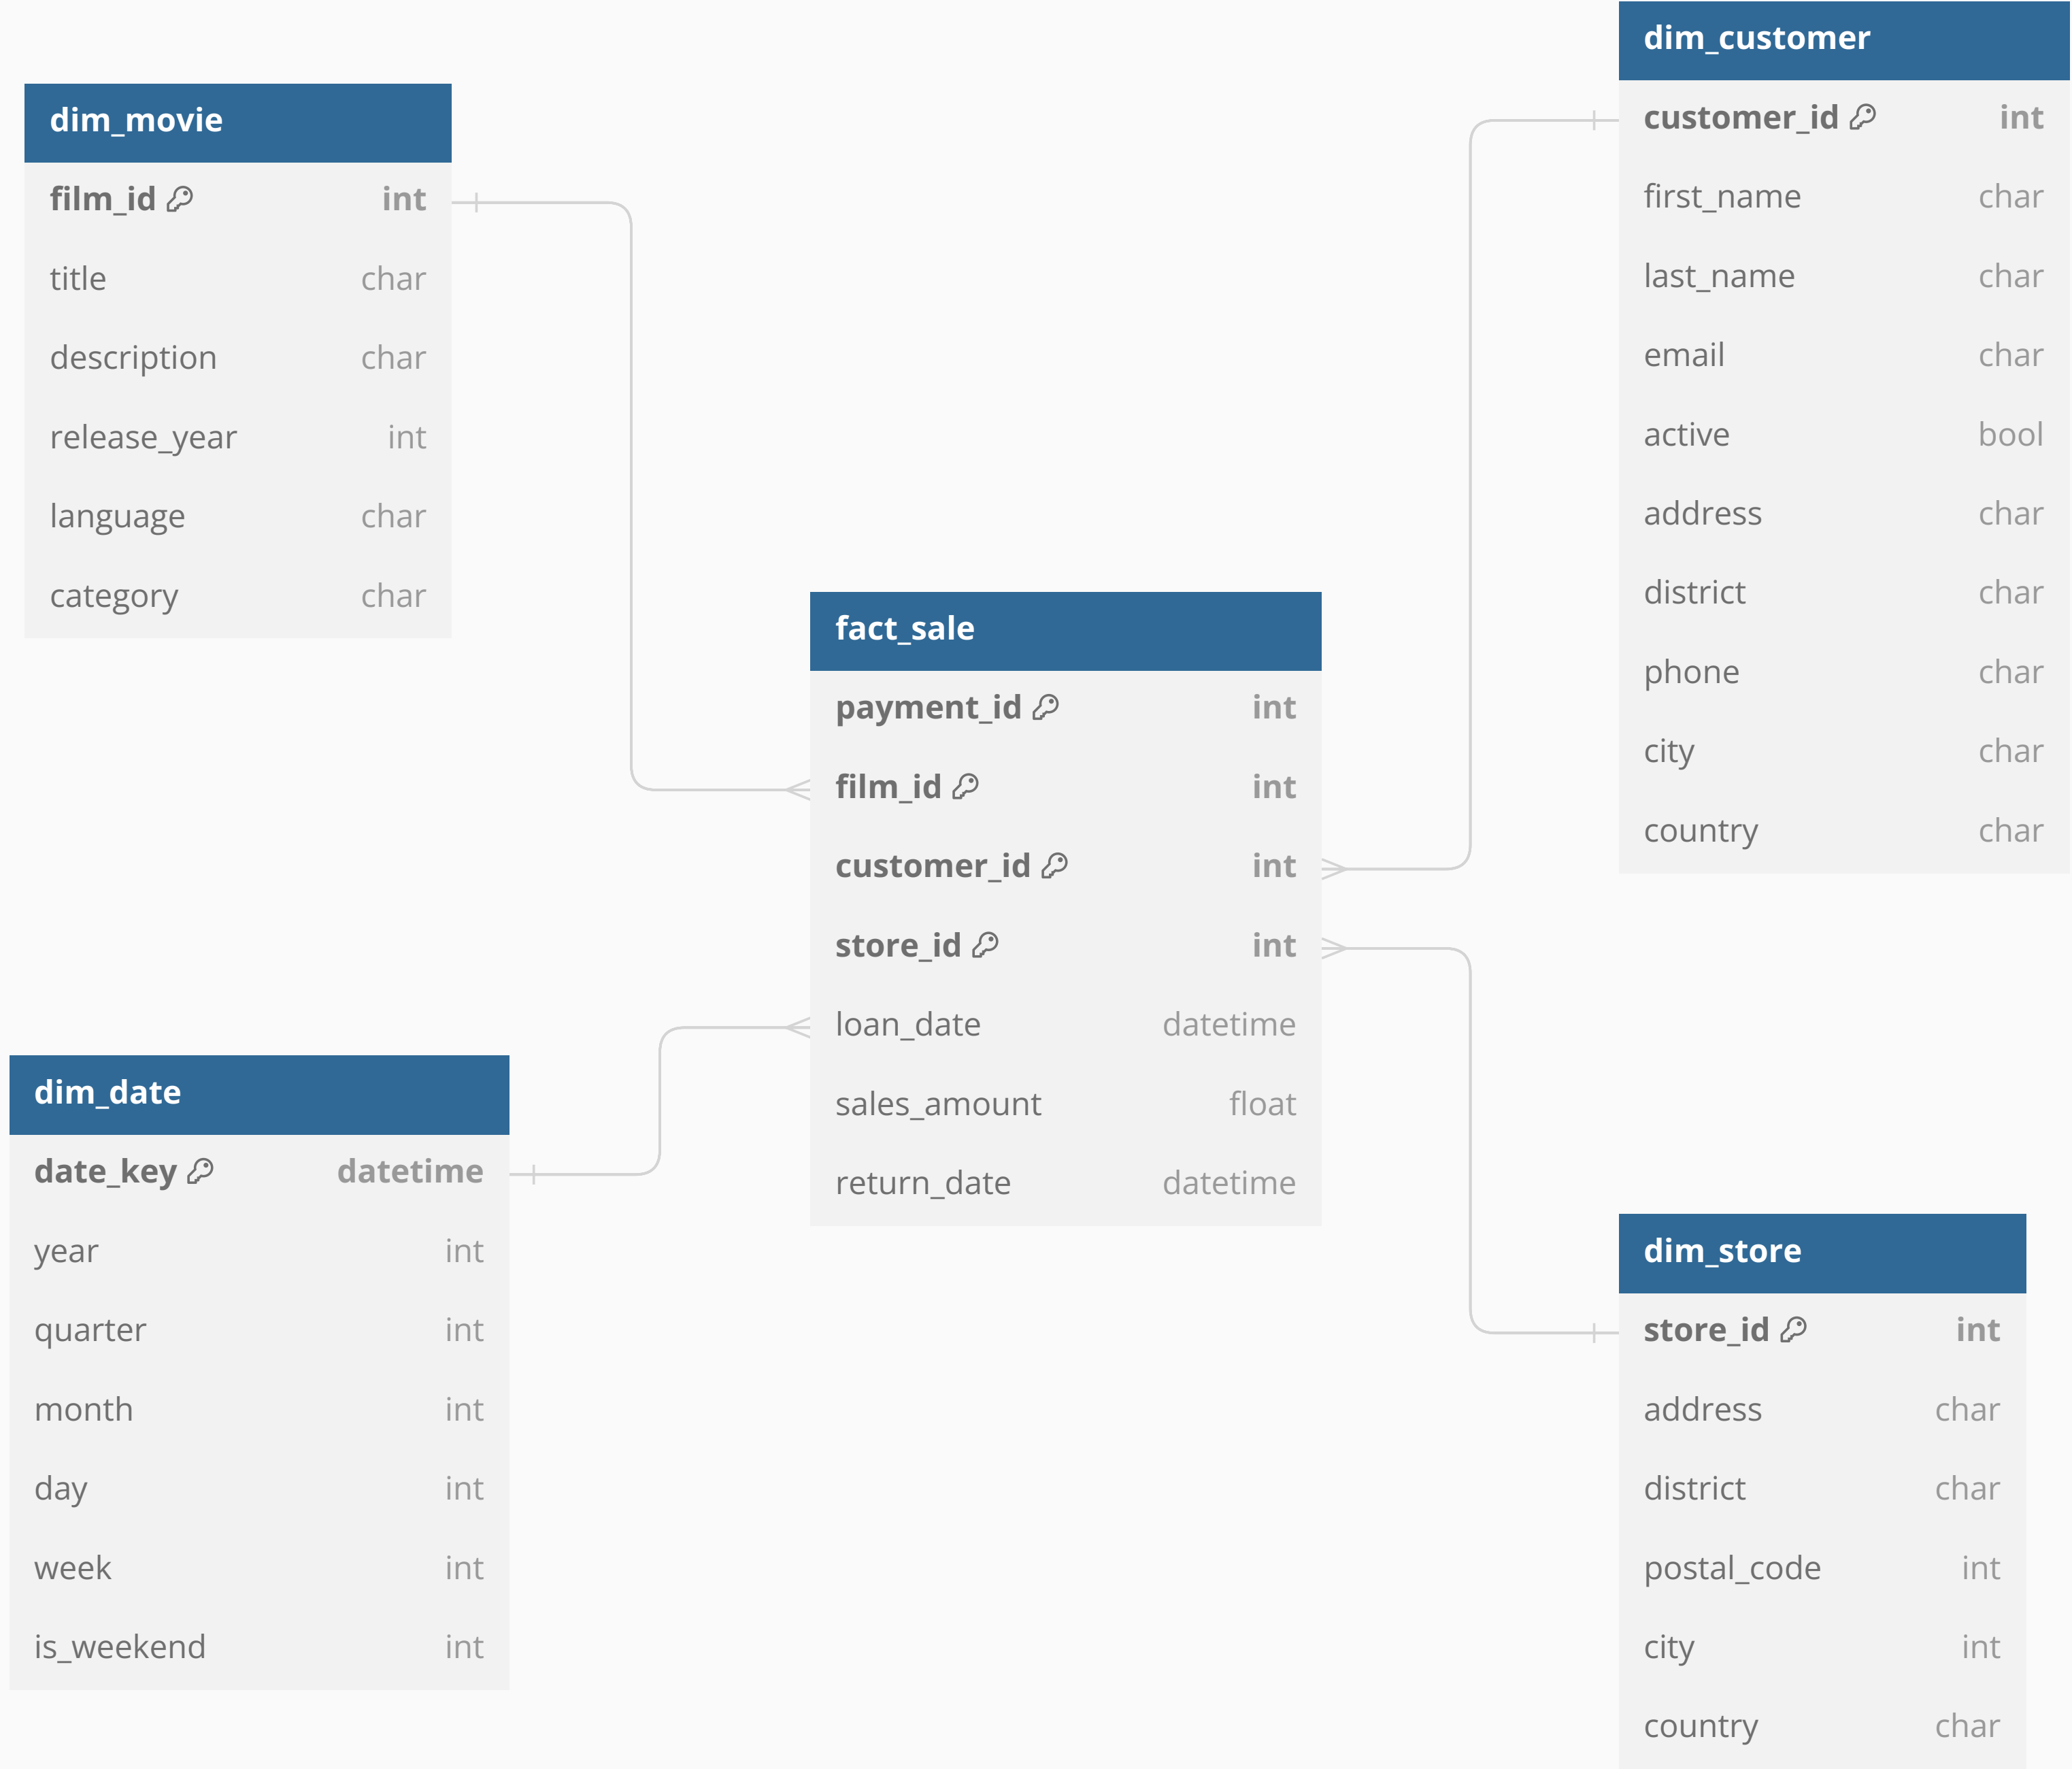 dim_movie
film_id int
title char
description char
release_year int
language char
category char
dim_customer
customer_id int
first_name char
last_name char
email char
active bool
address char
district char
phone char
city char
country char
fact_sale
payment_id int
film_id int
customer_id int
store_id int
loan_date datetime
sales_amount float
return_date datetime
dim_date
date_key datetime
year int
quarter int
month int
day int
week int
is_weekend int
dim_store
store_id int
address char
district char
postal_code int
city int
country char